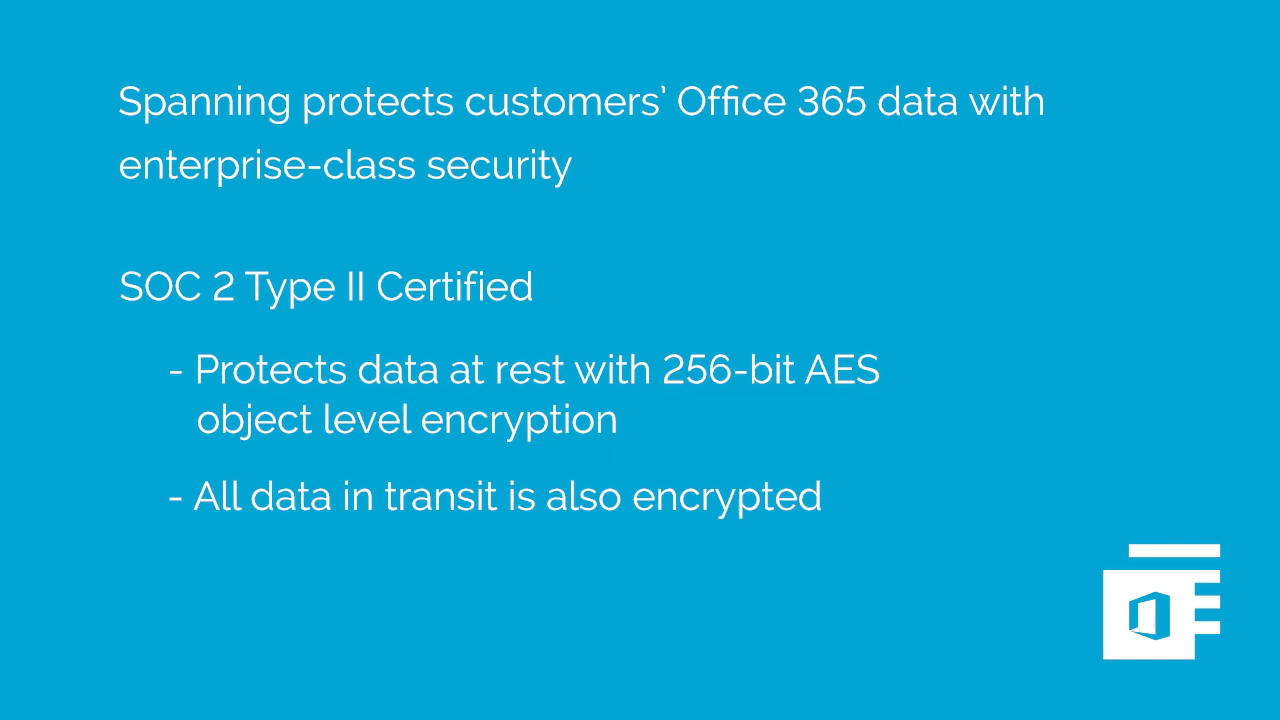 Spanning protects customers’ Office 365 data with
enterprise-class security
SOC 2 Type II Certified
- Protects data at rest with 256-bit AES
object level encryption
- All data in transit is also encrypted